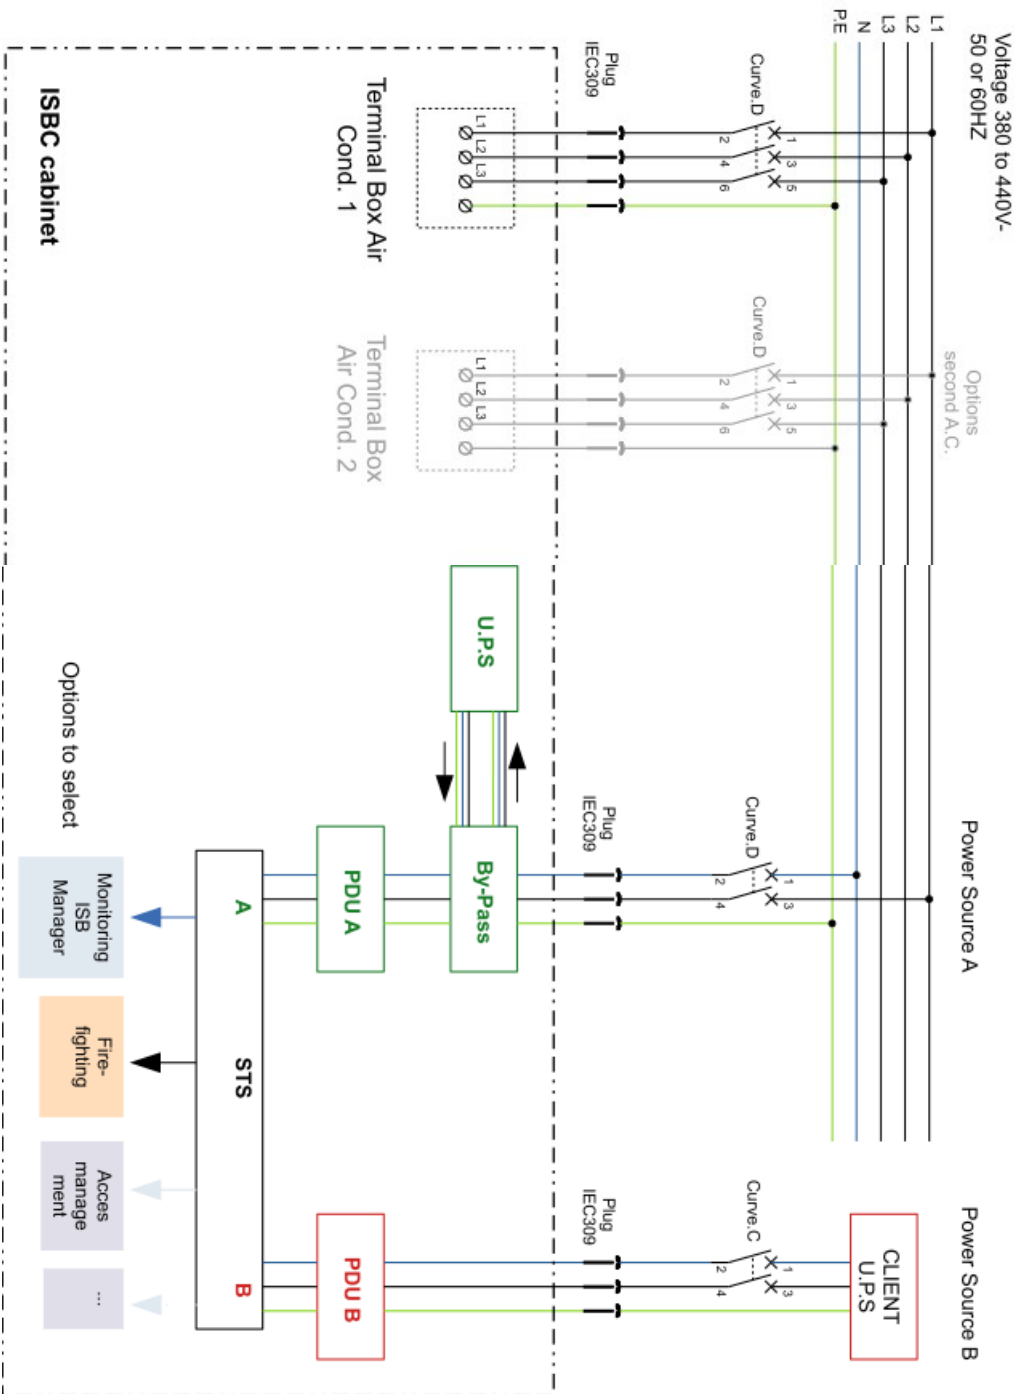 Voltage 380 to 440V-
50 or 60HZ
L1
L2
L3
N
P.E
Options
second A.C.
Power Source A
Power Source B
Curve.D
1
3
5
2
4
6
Plug
IEC309
L1
L2
L3
Terminal Box Air
Cond. 1
Curve.D
1
3
5
2
4
6
L1
L2
L3
Terminal Box
Air Cond. 2
Curve.D
1
3
2
4
Plug
IEC309
CLIENT
U.P.S
Curve.C
1
3
2
4
Plug
IEC309
U.P.S
By-Pass
PDU A
PDU B
A
STS
B
ISBC cabinet
Options to select
Monitoring
ISB
Manager
Fire-
fighting
Acces
manage
ment
...